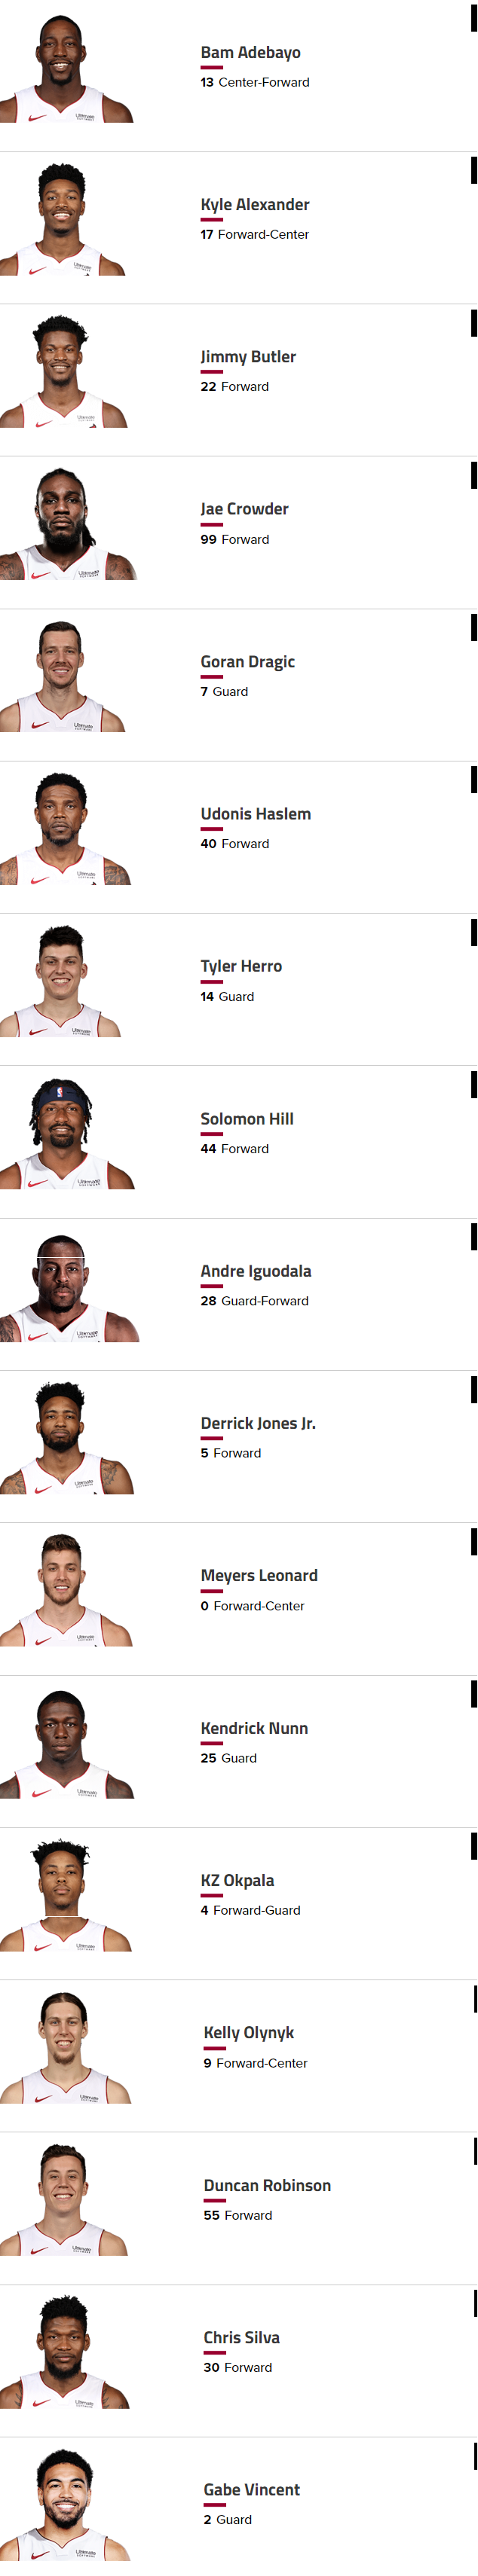 Bam Adebayo
13 Center-Forward
Kyle Alexander
17 Forward-Center
Jimmy Butler
22 Forward
Jae Crowder
99 Forward
Goran Dragic
7 Guard
Udonis Haslem
40 Forward
Tyler Herro
14 Guard
Solomon Hill
44 Forward
Andre Iguodala
28 Guard-Forward
Derrick Jones Jr.
5 Forward
Meyers Leonard
0 Forward-Center
Kendrick Nunn
25 Guard
KZ Okpala
4 Forward-Guard
Kelly Olynyk
9 Forward-Center
Duncan Robinson
55 Forward
Chris Silva
30 Forward
Gabe Vincent
2 Guard